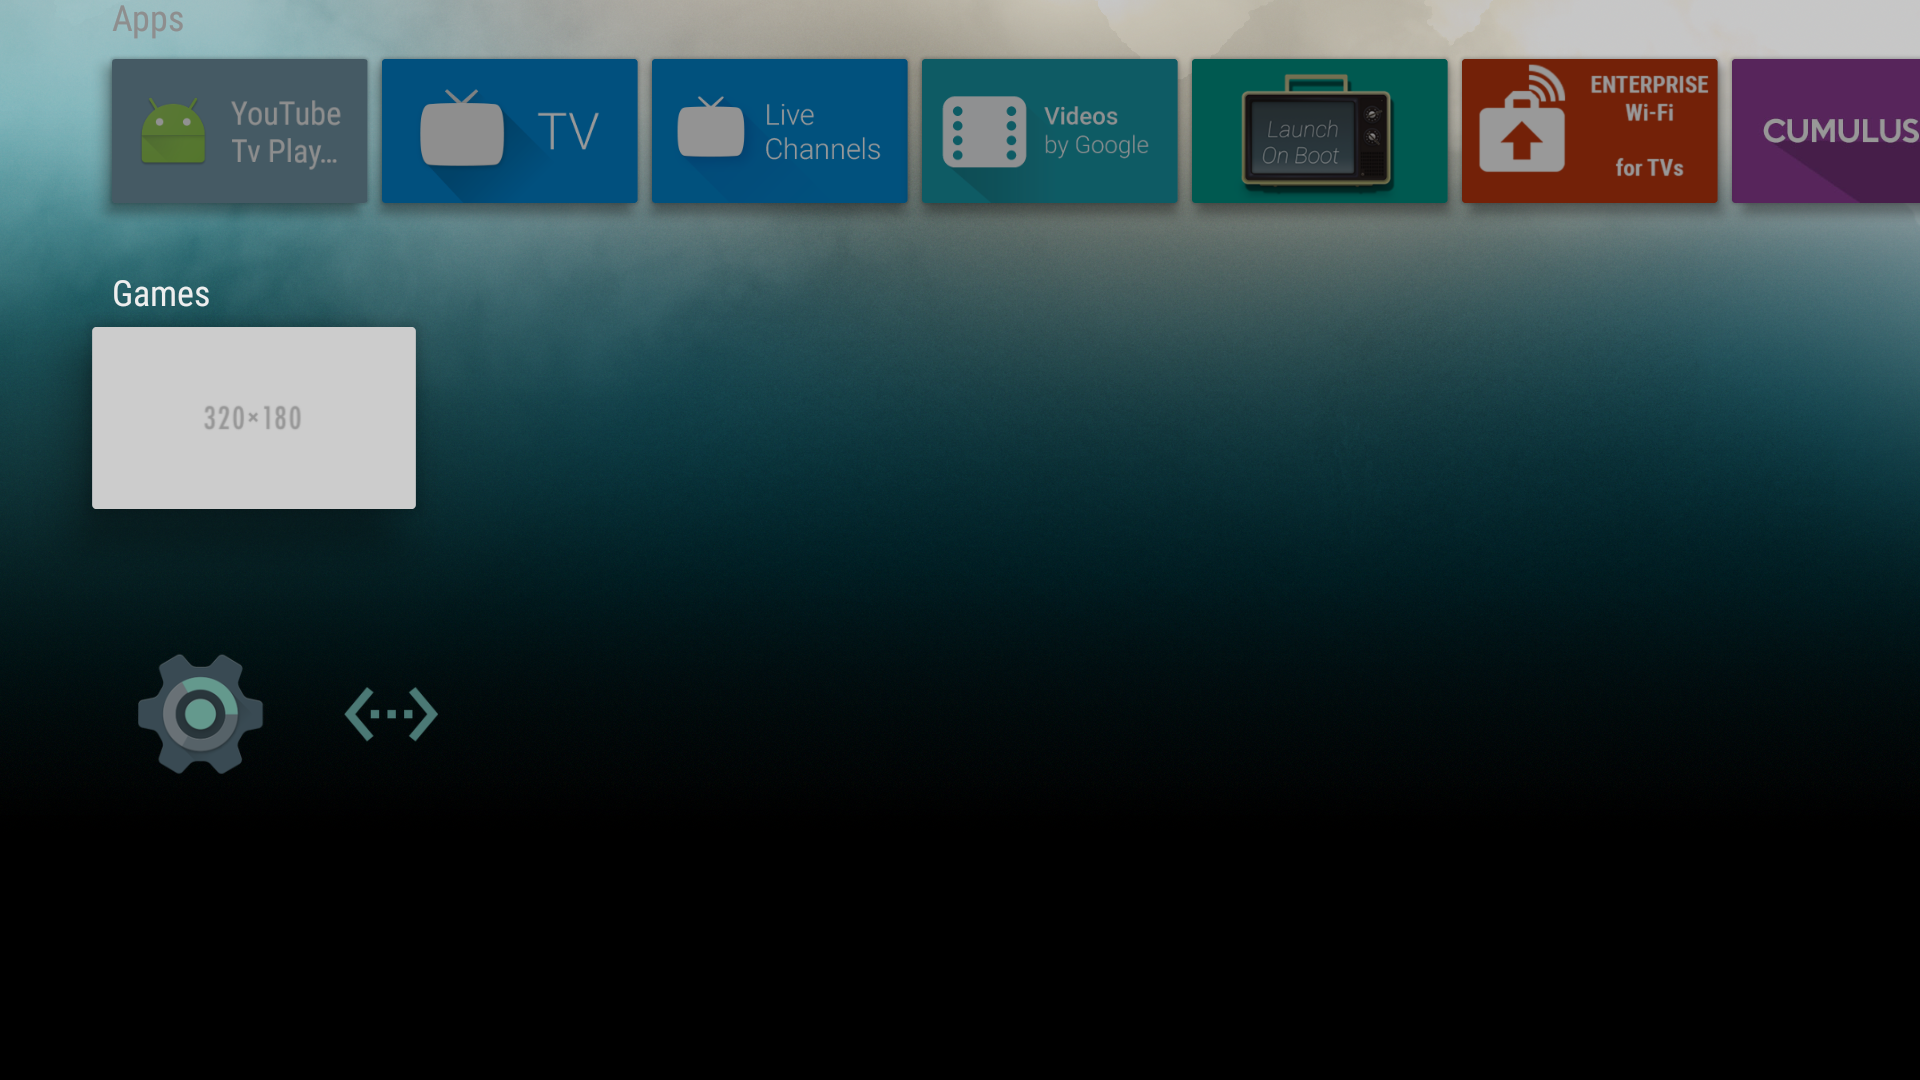 Apps
YouTube
Tv Play...
TV
Live
Channels
Videos
by Google
Launch
On Boot
ENTERPRISE
Wi-Fi
for TVs
CUMULUS
Games
320×180